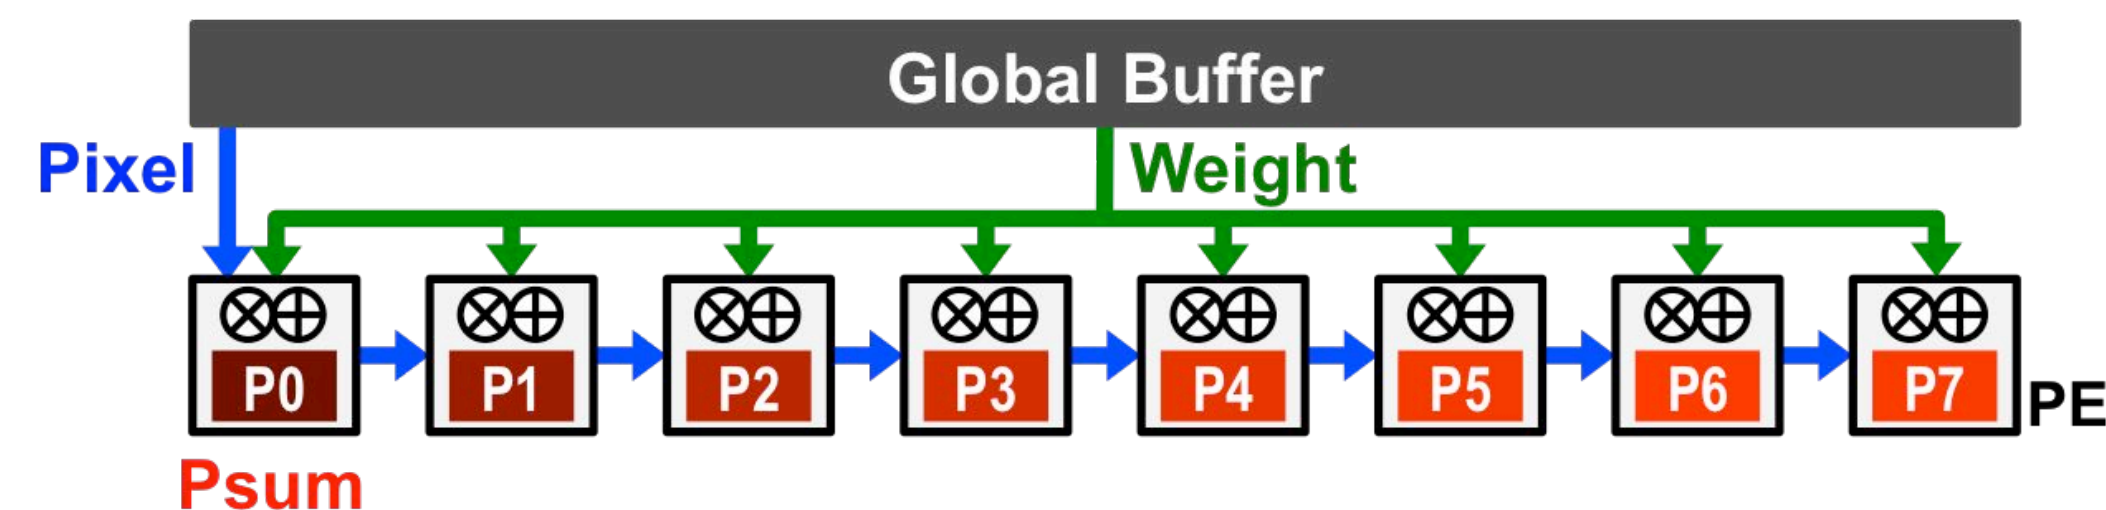 Global Buffer
Pixel
Weight
P0 P1 P2 P3 P4 P5 P6 P7
PE
Psum